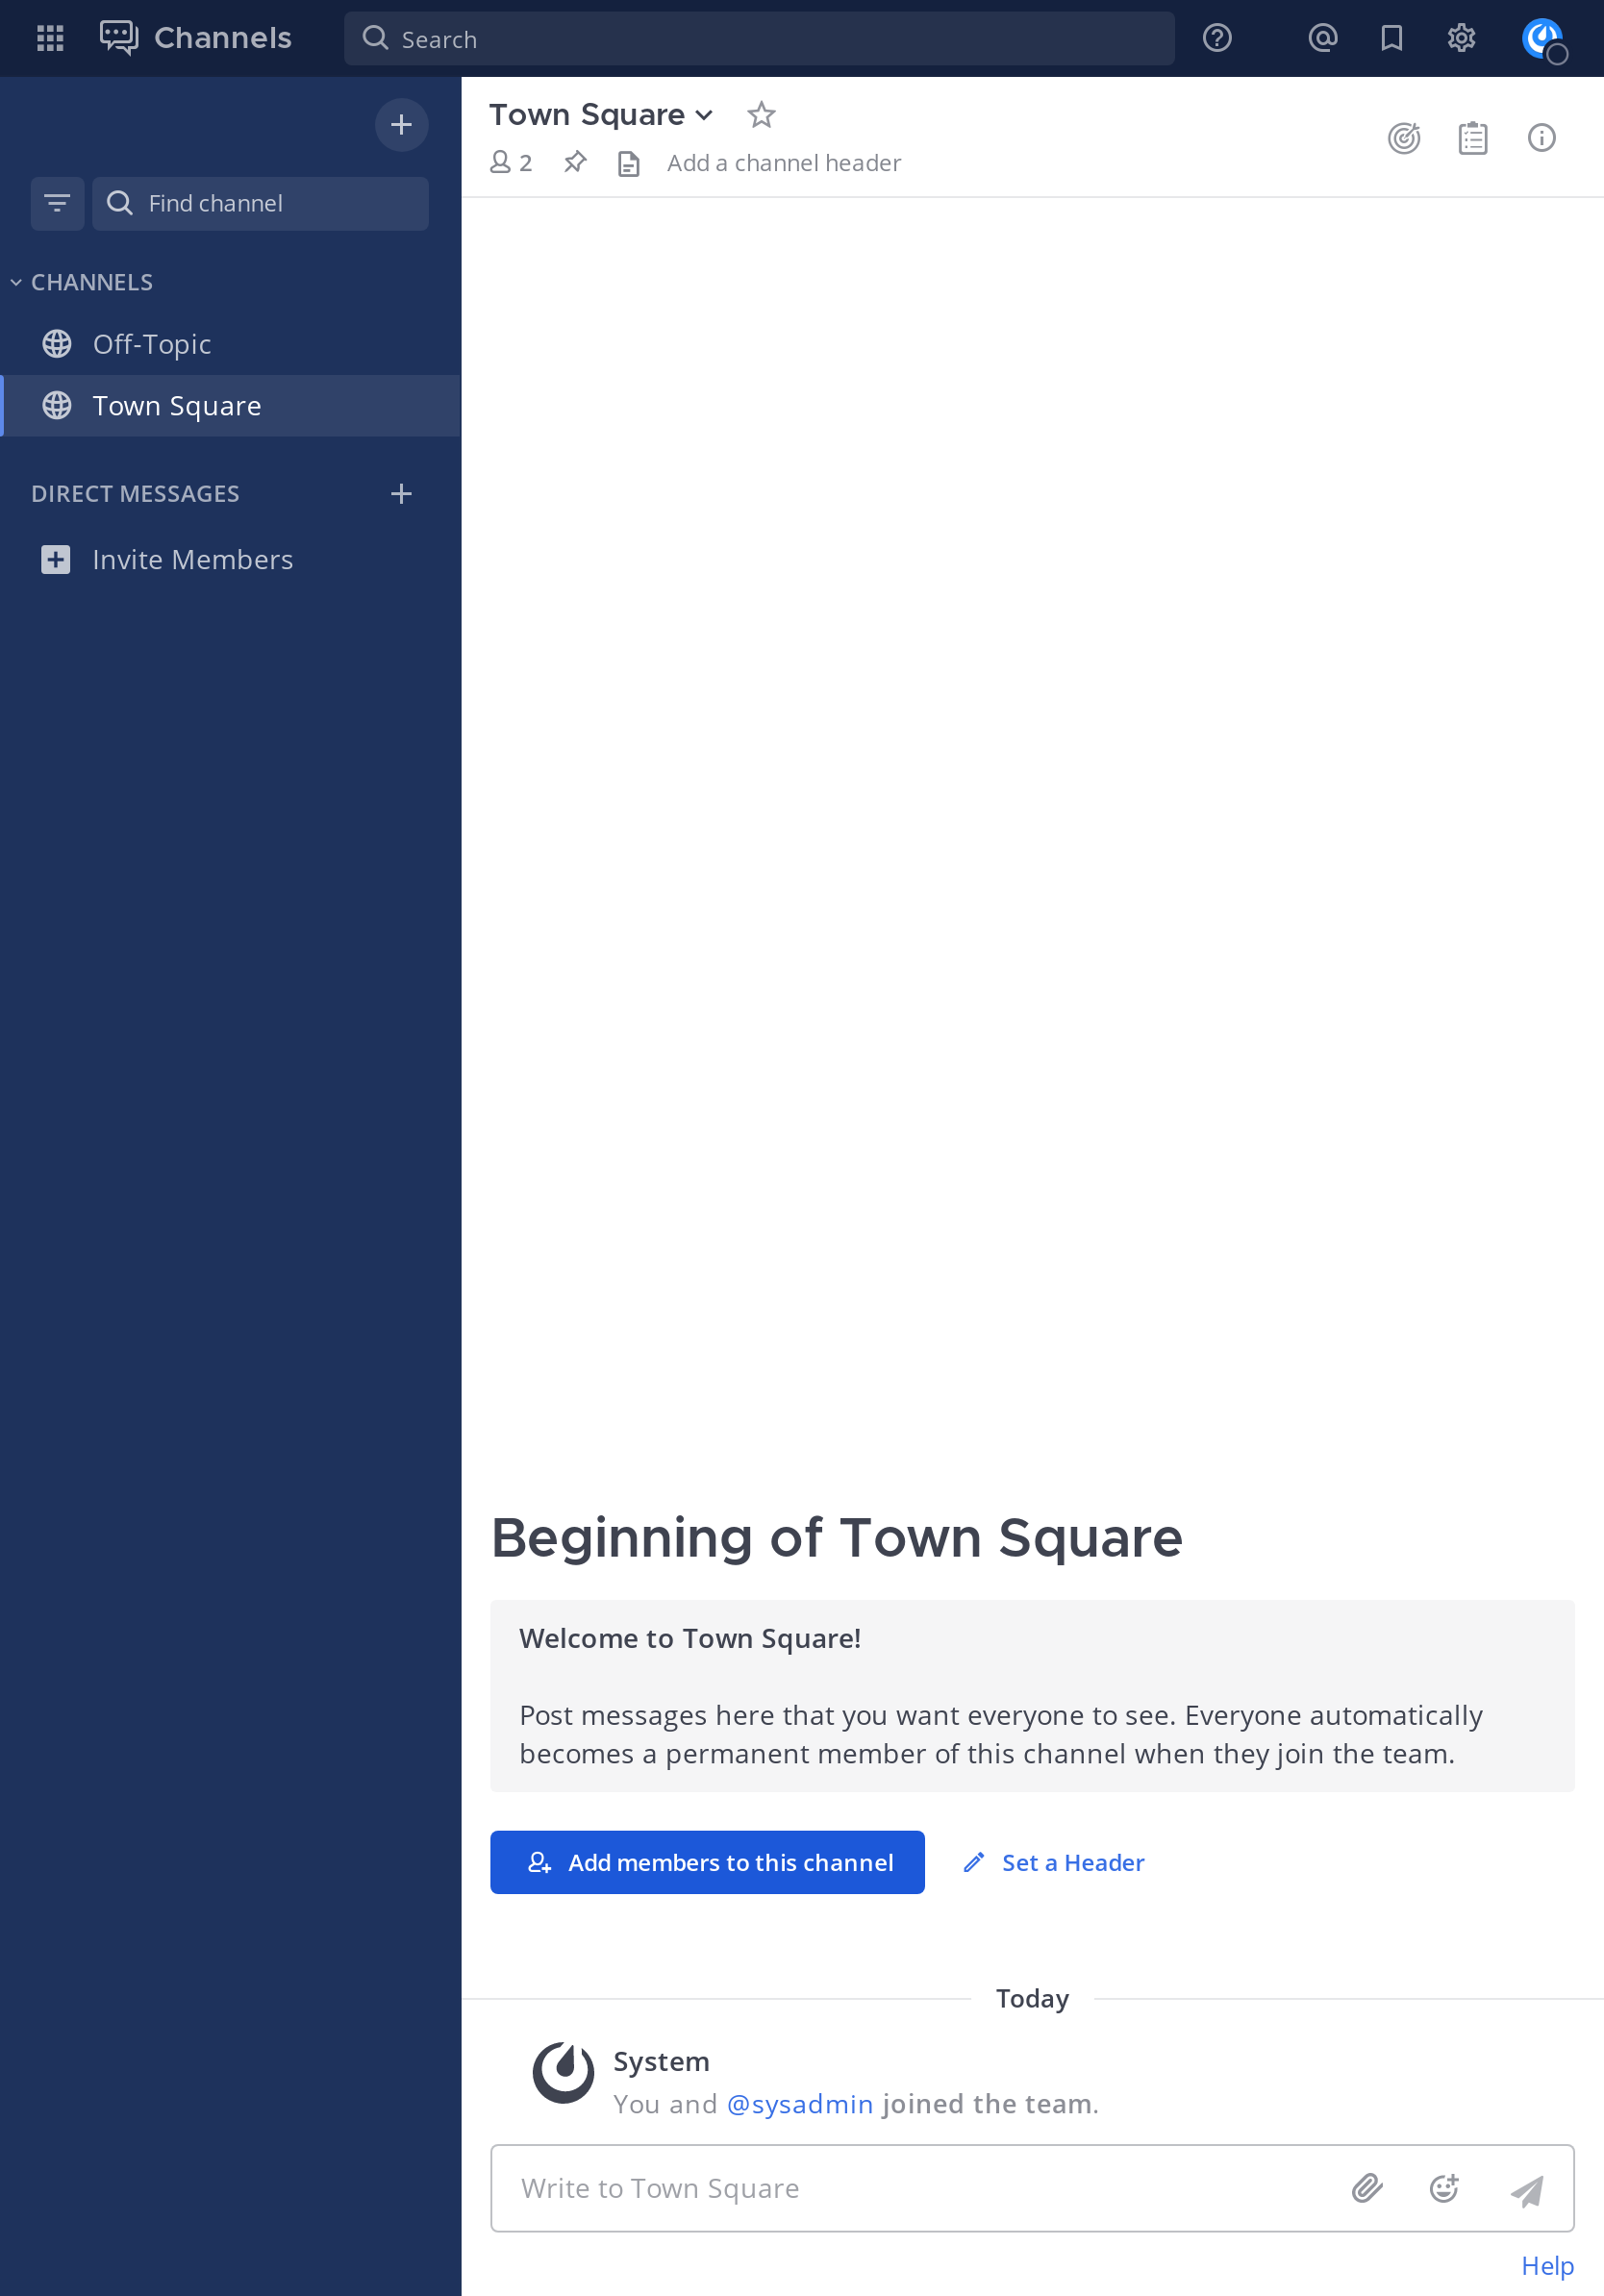 Channels
Search
Find channel
CHANNELS
Off-Topic
Town Square
DIRECT MESSAGES
Invite Members
Town Square
2
Add a channel header
Beginning of Town Square
Welcome to Town Square!
Post messages here that you want everyone to see. Everyone automatically
becomes a permanent member of this channel when they join the team.
Add members to this channel
Set a Header
Today
System
You and @sysadmin joined the team.
Write to Town Square
Help